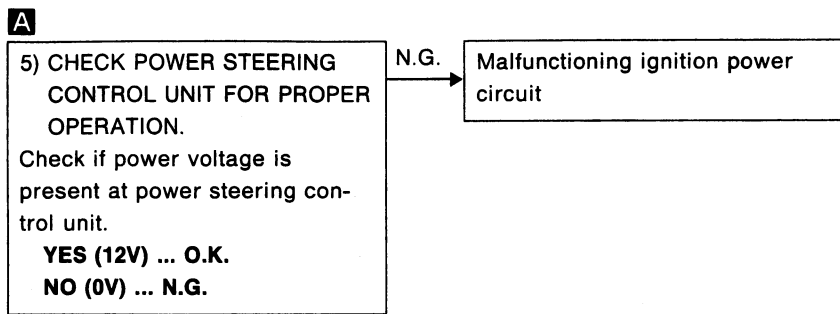 A
5) CHECK POWER STEERING
CONTROL UNIT FOR PROPER
OPERATION.
Check if power voltage is
present at power steering con-
trol unit.
YES (12V) ... O.K.
NO (0V) ... N.G.
N.G.
Malfunctioning ignition power
circuit